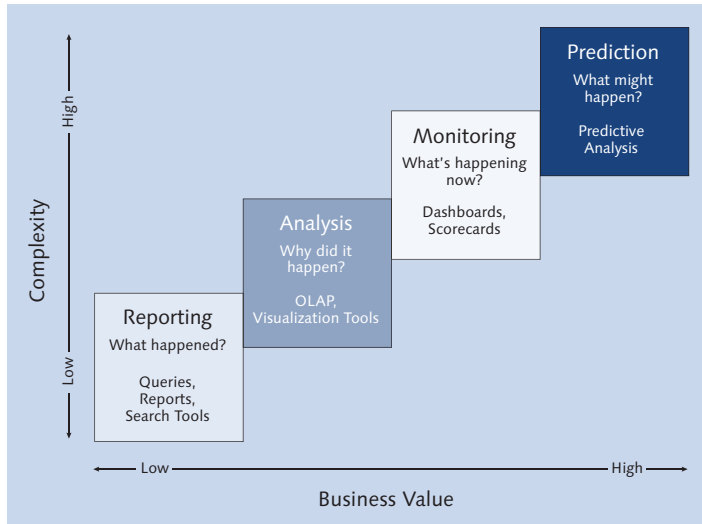 Prediction
What might
happen?
Predictive
Analysis
High
Monitoring
What's happening
now?
Dashboards,
Scorecards
Complexity
Analysis
Why did it
happen?
OLAP,
Visualization Tools
Reporting
What happened?
Queries,
Reports,
Search Tools
Low
Low
High
Business Value